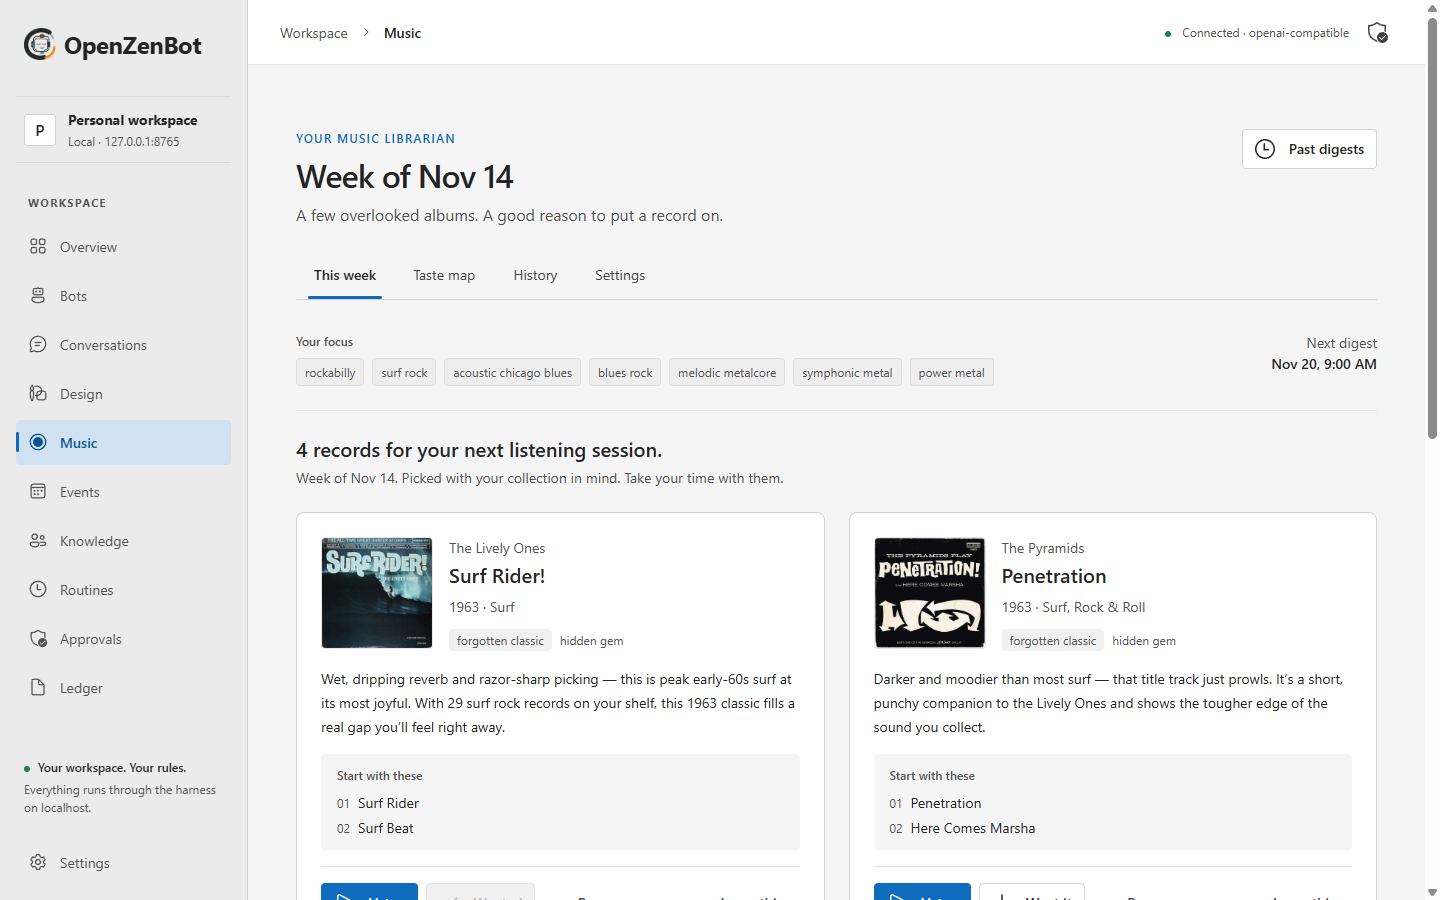 OpenZenBot
Workspace
Music
Connected · openai-compatible
P
Personal workspace
Local · 127.0.0.1:8765
WORKSPACE
Overview
Bots
Conversations
Design
Music
Events
Knowledge
Routines
Approvals
Ledger
Your workspace. Your rules.
Everything runs through the harness
on localhost.
Settings
YOUR MUSIC LIBRARIAN
Week of Nov 14
A few overlooked albums. A good reason to put a record on.
Past digests
This week
Taste map
History
Settings
Your focus
rockabilly
surf rock
acoustic chicago blues
blues rock
melodic metalcore
symphonic metal
power metal
Next digest
Nov 20, 9:00 AM
4 records for your next listening session.
Week of Nov 14. Picked with your collection in mind. Take your time with them.
SURF RIDER!
The Lively Ones
Surf Rider!
1963 · Surf
forgotten classic
hidden gem
Wet, dripping reverb and razor-sharp picking — this is peak early-60s surf at
its most joyful. With 29 surf rock records on your shelf, this 1963 classic fills a
real gap you’ll feel right away.
Start with these
01 Surf Rider
02 Surf Beat
THE PYRAMIDS PLAY
PENETRATION!
HERE COMES MARSHA
The Pyramids
Penetration
1963 · Surf, Rock & Roll
forgotten classic
hidden gem
Darker and moodier than most surf — that title track just prowls. It’s a short,
punchy companion to the Lively Ones and shows the tougher edge of the
sound you collect.
Start with these
01 Penetration
02 Here Comes Marsha